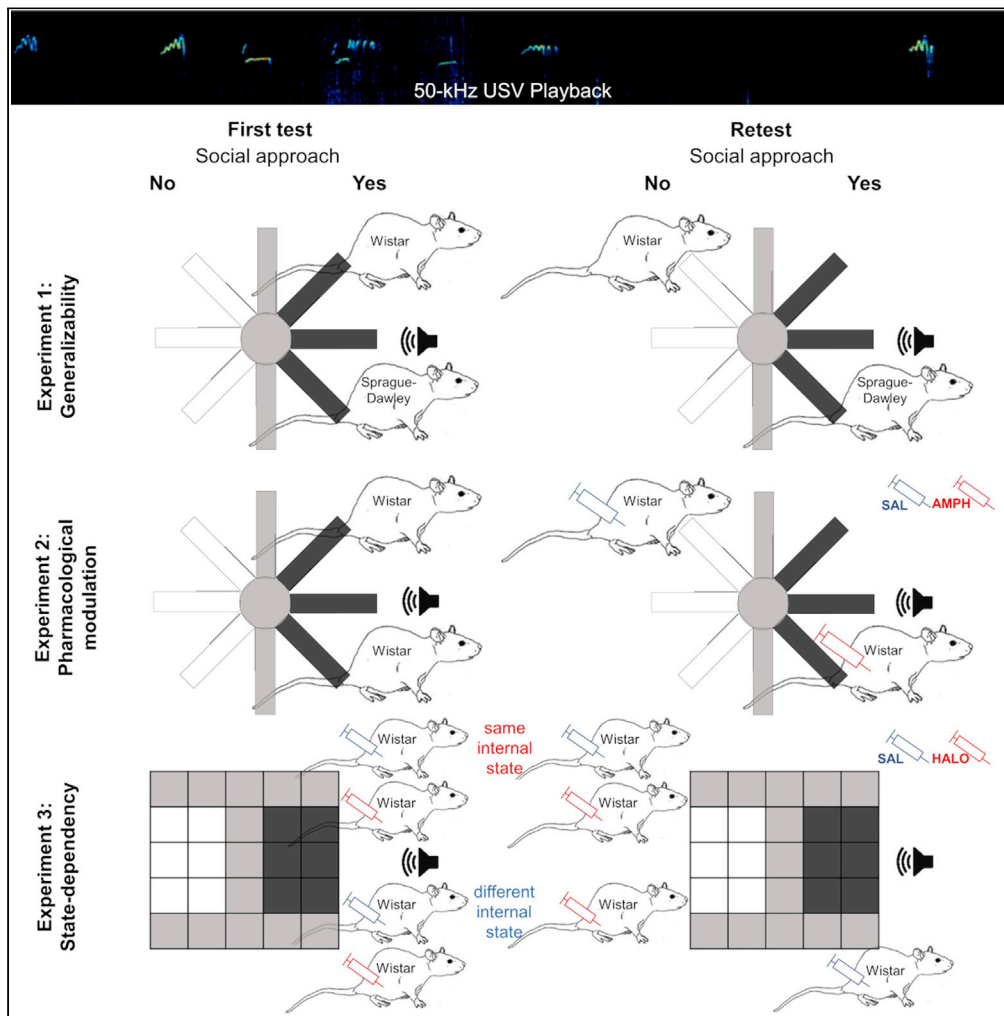 50-kHz USV Playback
First test
Social approach
No
Yes
Retest
Social approach
No
Yes
Experiment 1:
Generalizability
Wistar
Sprague-
Dawley
Wistar
Sprague-
Dawley
Experiment 2:
Pharmacological
modulation
Wistar
Wistar
Wistar
SAL
AMPH
Wistar
Experiment 3:
State-dependency
Wistar
same
internal
state
Wistar
SAL
HALO
Wistar
Wistar
Wistar
different
internal
state
Wistar
Wistar
Wistar